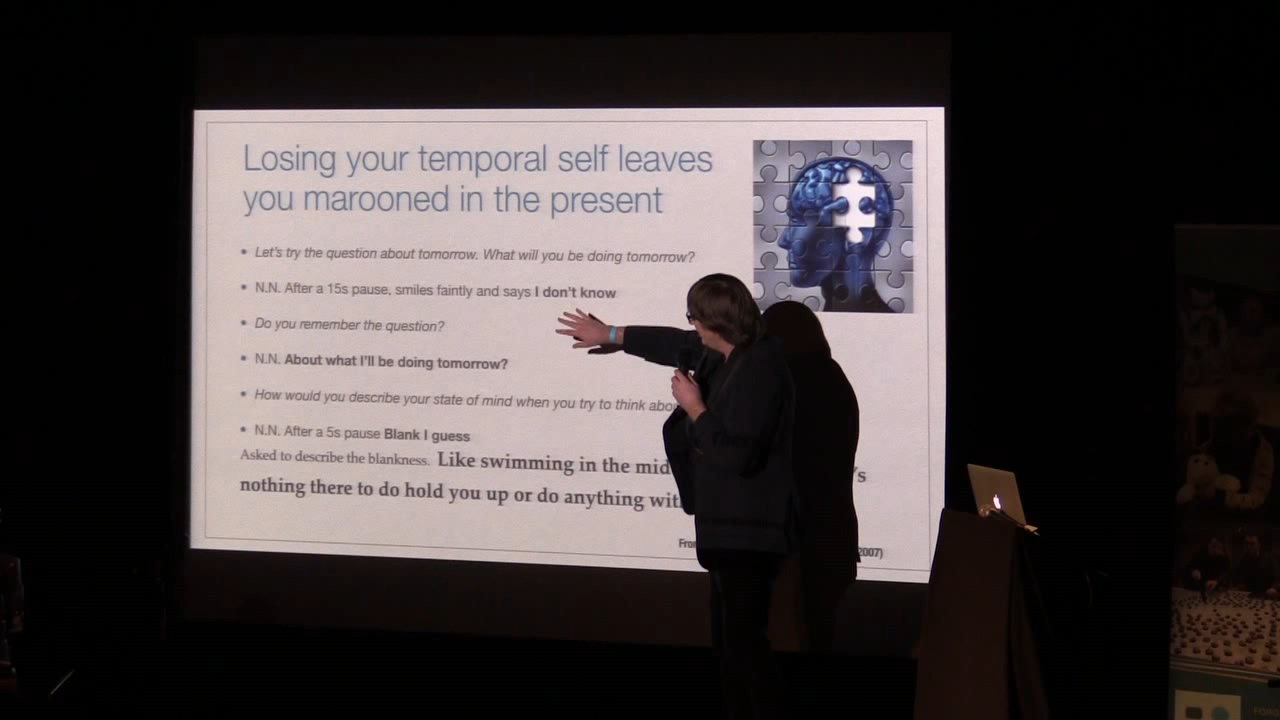 Losing your temporal self leaves
you marooned in the present
• Let's try the question about tomorrow. What will you be doing tomorrow?
• N.N. After a 15s pause, smiles faintly and says I don't know
• Do you remember the question?
• N.N. About what I'll be doing tomorrow?
• How would you describe your state of mind when you try to think
• N.N. After a 5s pause Blank I guess
Asked to describe the blankness. Like swimming in the
nothing there to do hold you up or do anything
2007)